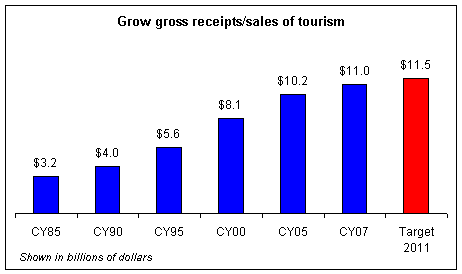 Grow gross receipts/sales of tourism
$3.2
$4.0
$5.6
$8.1
$10.2
$11.0
$11.5
CY85 CY90 CY95 CY00 CY05 CY07 Target
2011
Shown in billions of dollars